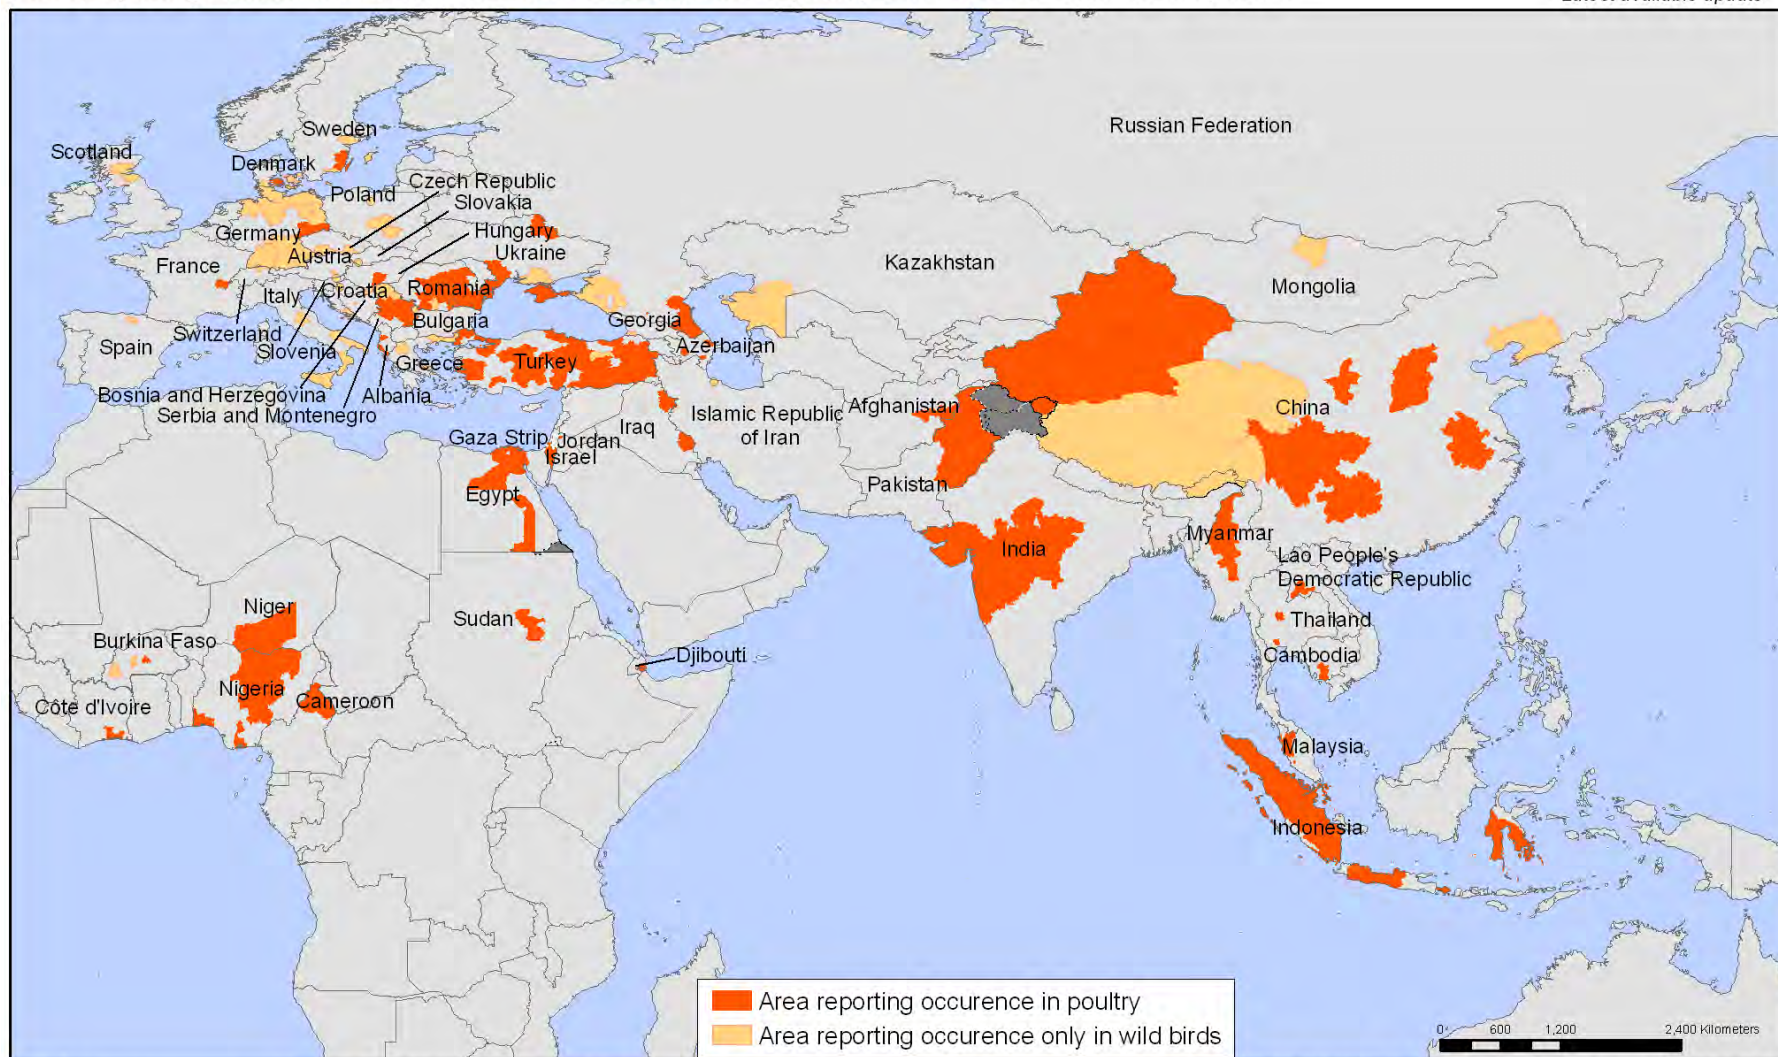 Latest available update
Russian Federation
Sweden
Scotland
Denmark
Czech Republic
Poland
Slovakia
Hungary
Germany
Ukraine
Austria
France
Kazakhstan
Mongolia
Romania
Italy
Croatia
Georgia
Bulgaria
Switzerland
Azerbaijan
Spain
Slovenia
Greece
Turkey
Bosnia and Herzegovina
Albania
Serbia and Montenegro
Afghanistan
Islamic Republic
of Iran
China
Iraq
Gaza Strip
Jordan
Israel
Pakistan
Egypt
Myanmar
India
Lao People's
Democratic Republic
Niger
Sudan
Thailand
Burkina Faso
Djibouti
Cambodia
Nigeria
Cameroon
Côte d'Ivoire
Malaysia
Indonesia
Area reporting occurence in poultry
Area reporting occurence only in wild birds
0 600 1,200 2,400 Kilometers